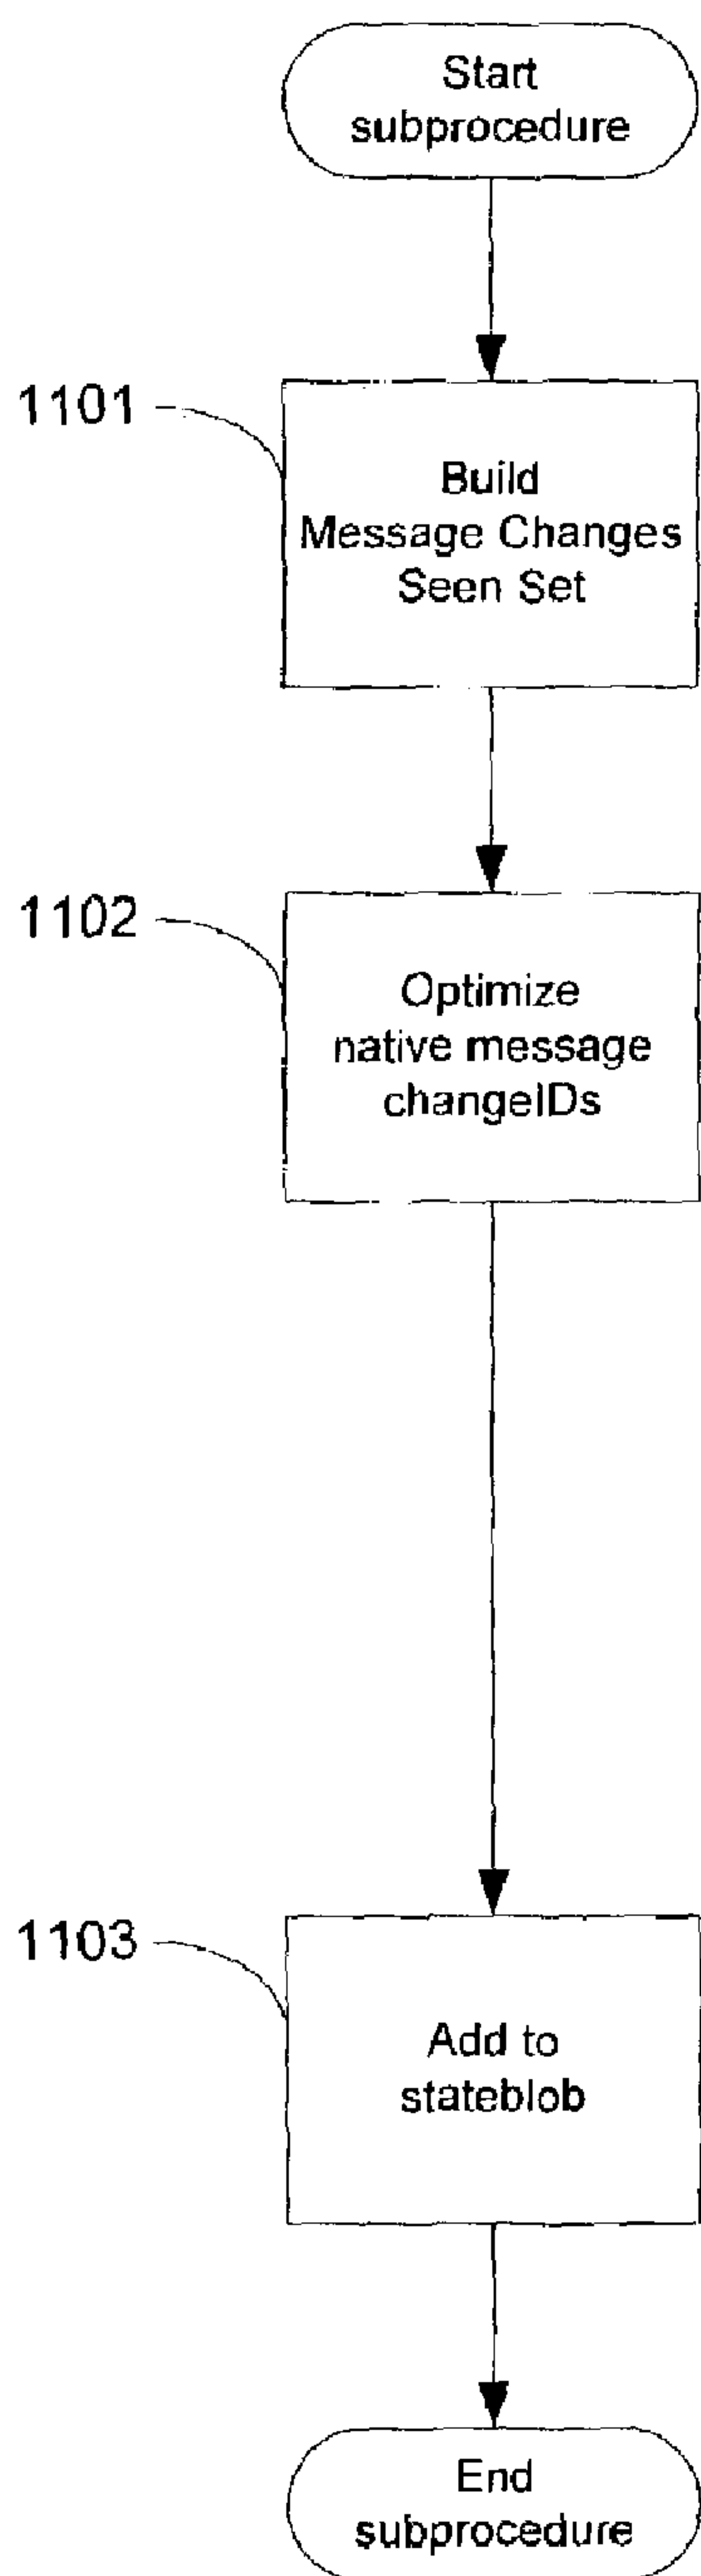 Start
subprocedure
1101
Build
Message Changes
Seen Set
1102
Optimize
native message
changeIDs
1103
Add to
stateblob
End
subprocedure